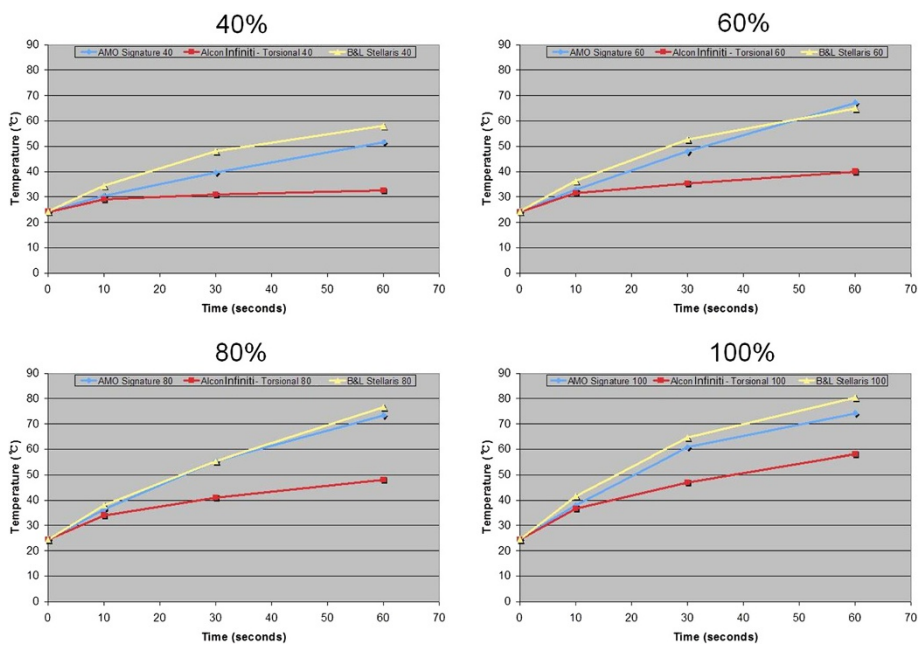 40%
AMO Signature 40 Alcon Infiniti - Torsional 40 B&L Stellaris 40
Temperature (°C)
90
80
70
60
50
40
30
20
10
0
0 10 20 30 40 50 60 70
Time (seconds)
60%
AMO Signature 60 Alcon Infiniti - Torsional 60 B&L Stellaris 60
Temperature (°C)
90
80
70
60
50
40
30
20
10
0
0 10 20 30 40 50 60 70
Time (seconds)
80%
AMO Signature 80 Alcon Infiniti - Torsional 80 B&L Stellaris 80
Temperature (°C)
90
80
70
60
50
40
30
20
10
0
0 10 20 30 40 50 60 70
Time (seconds)
100%
AMO Signature 100 Alcon Infiniti - Torsional 100 B&L Stellaris 100
Temperature (°C)
90
80
70
60
50
40
30
20
10
0
0 10 20 30 40 50 60 70
Time (seconds)